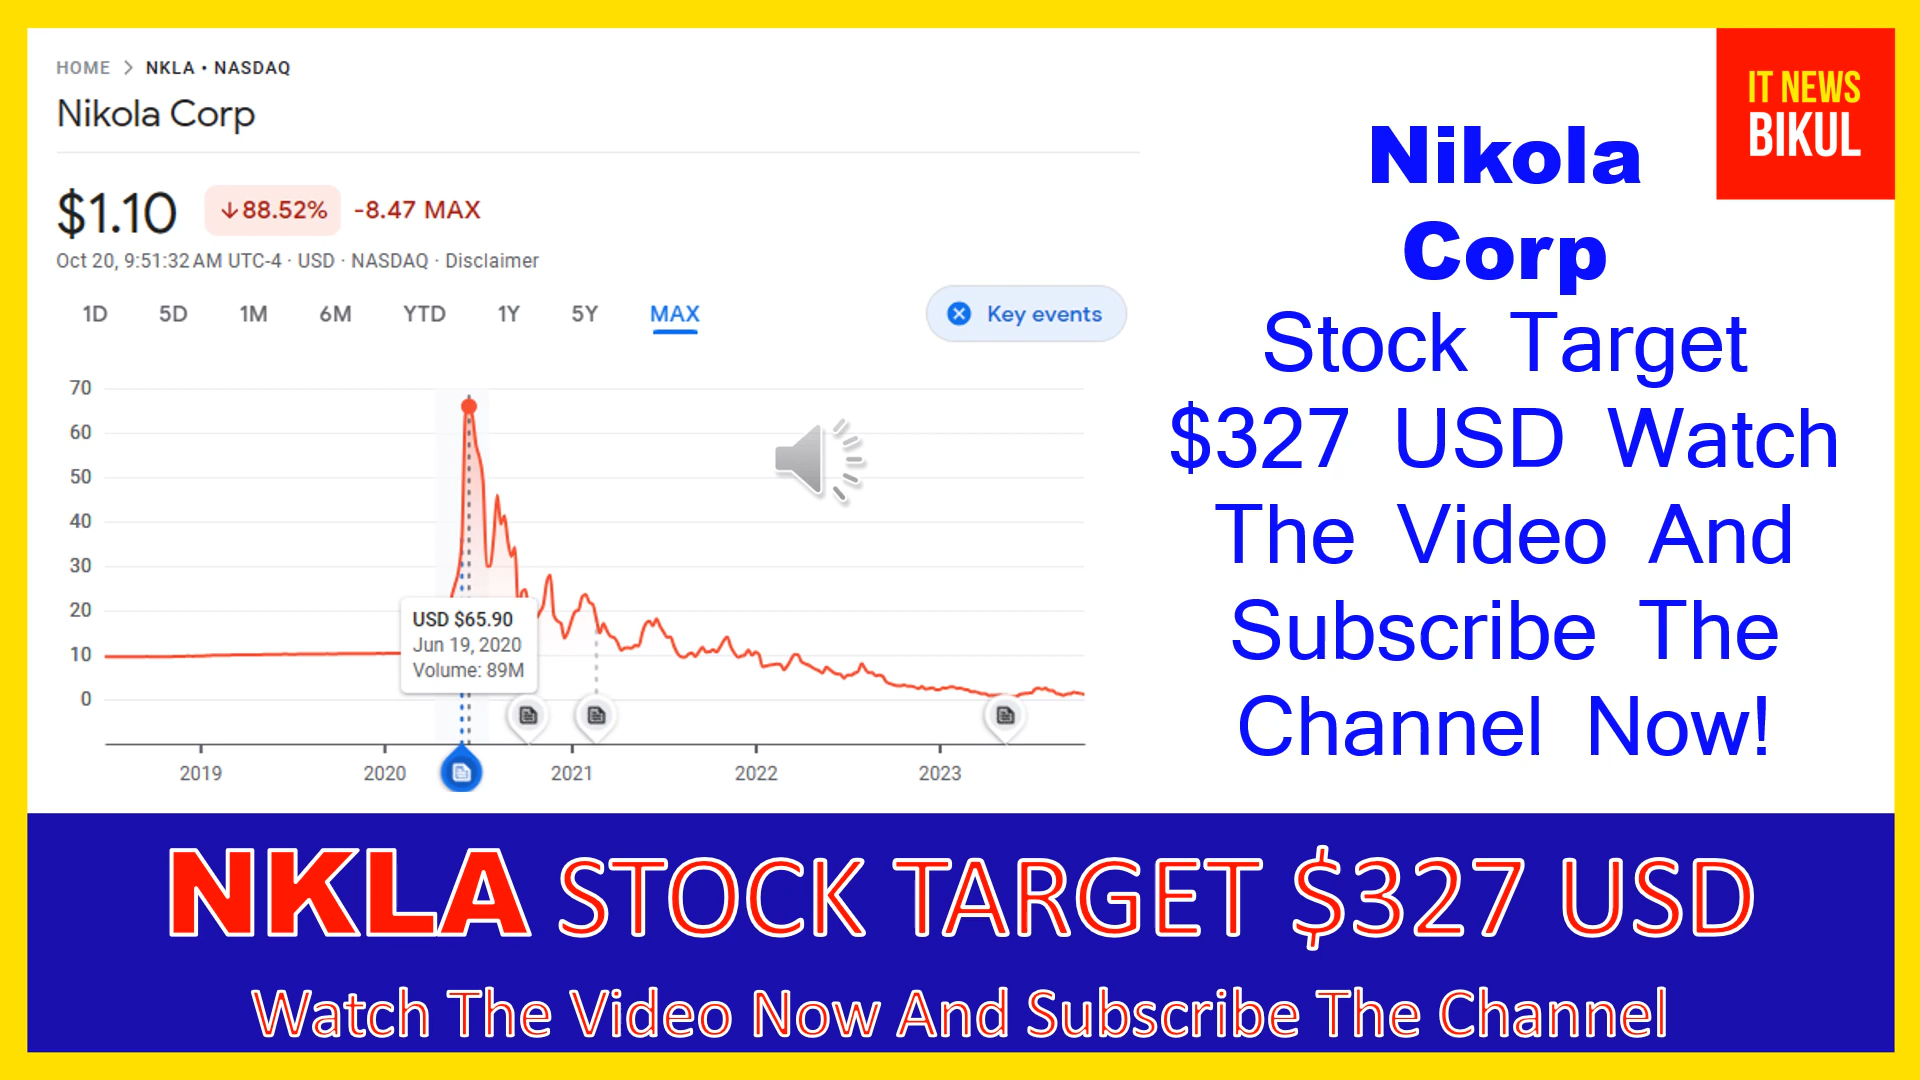 HOME > NKLA • NASDAQ
Nikola Corp
$1.10 ↓88.52% -8.47 MAX
Oct 20, 9:51:32 AM UTC-4 · USD · NASDAQ · Disclaimer
1D 5D 1M 6M YTD 1Y 5Y MAX
Key events
70
60
50
40
30
20
10
0
USD $65.90
Jun 19, 2020
Volume: 89M
2019 2020 2021 2022 2023
IT NEWS
BIKUL
Nikola
Corp
Stock Target
$327 USD Watch
The Video And
Subscribe The
Channel Now!
NKLA STOCK TARGET $327 USD
Watch The Video Now And Subscribe The Channel